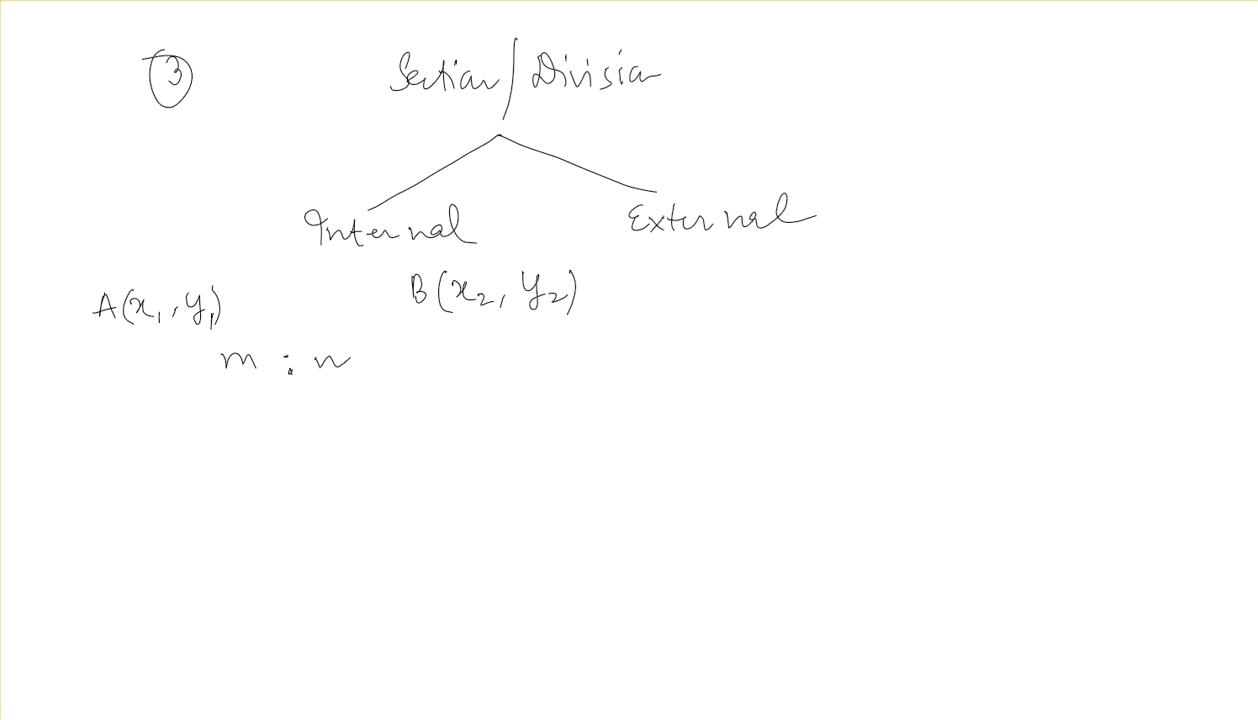 3 Section/Division
Internal External
A(x₁, y₁) B(x₂, y₂)
m : n